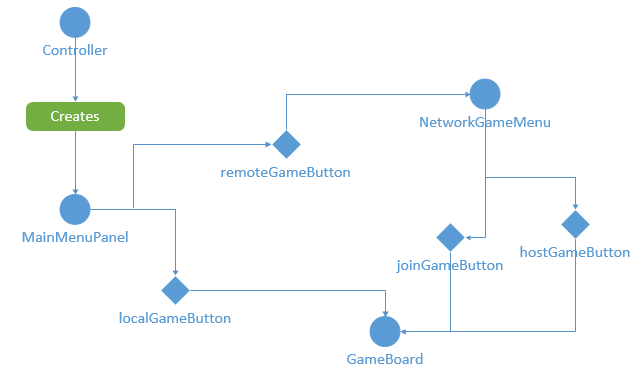 Controller
Creates
NetworkGameMenu
remoteGameButton
MainMenuPanel
hostGameButton
joinGameButton
localGameButton
GameBoard